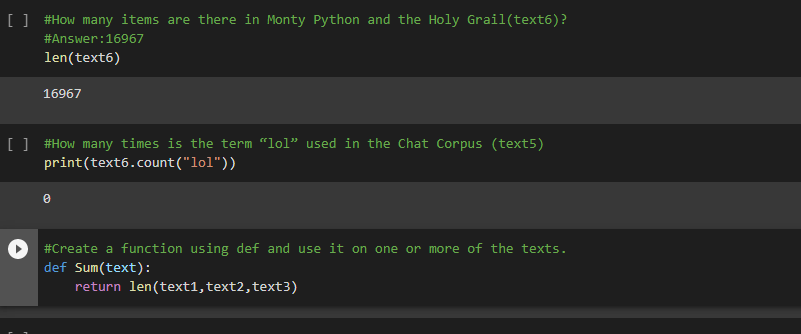 [ ] #How many items are there in Monty Python and the Holy Grail(text6)?
#Answer:16967
len(text6)
16967
[ ] #How many times is the term “lol” used in the Chat Corpus (text5)
print(text6.count("lol"))
0
#Create a function using def and use it on one or more of the texts.
def Sum(text):
    return len(text1,text2,text3)